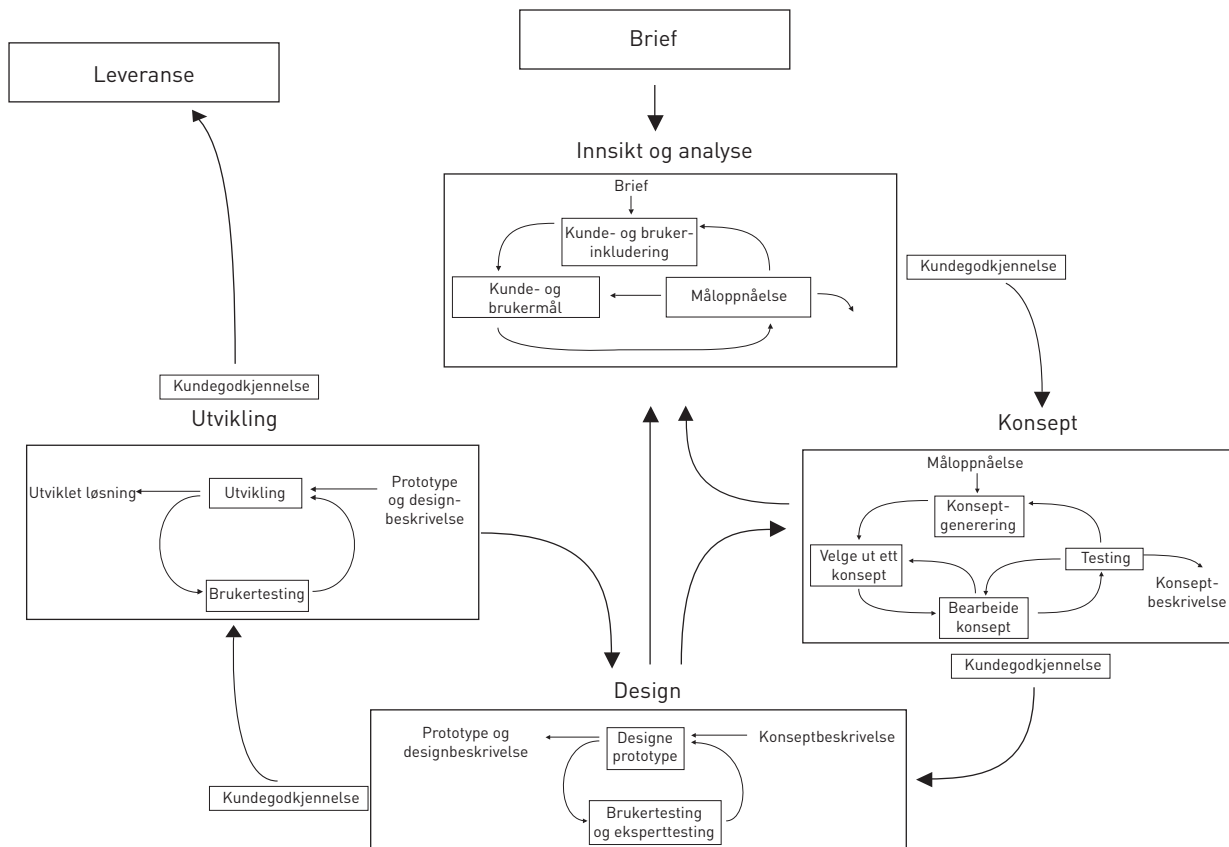 Brief
Leveranse
Innsikt og analyse
Brief
Kunde- og bruker-
inkludering
Kunde- og
brukermål
Måloppnåelse
Kundegodkjennelse
Kundegodkjennelse
Utvikling
Utviklet løsning
Utvikling
Prototype
og design-
beskrivelse
Brukertesting
Konsept
Måloppnåelse
Konsept-
generering
Velge ut ett
konsept
Testing
Bearbeide
konsept
Konsept-
beskrivelse
Kundegodkjennelse
Design
Prototype og
designbeskrivelse
Designe
prototype
Konseptbeskrivelse
Brukertesting
og eksperttesting
Kundegodkjennelse